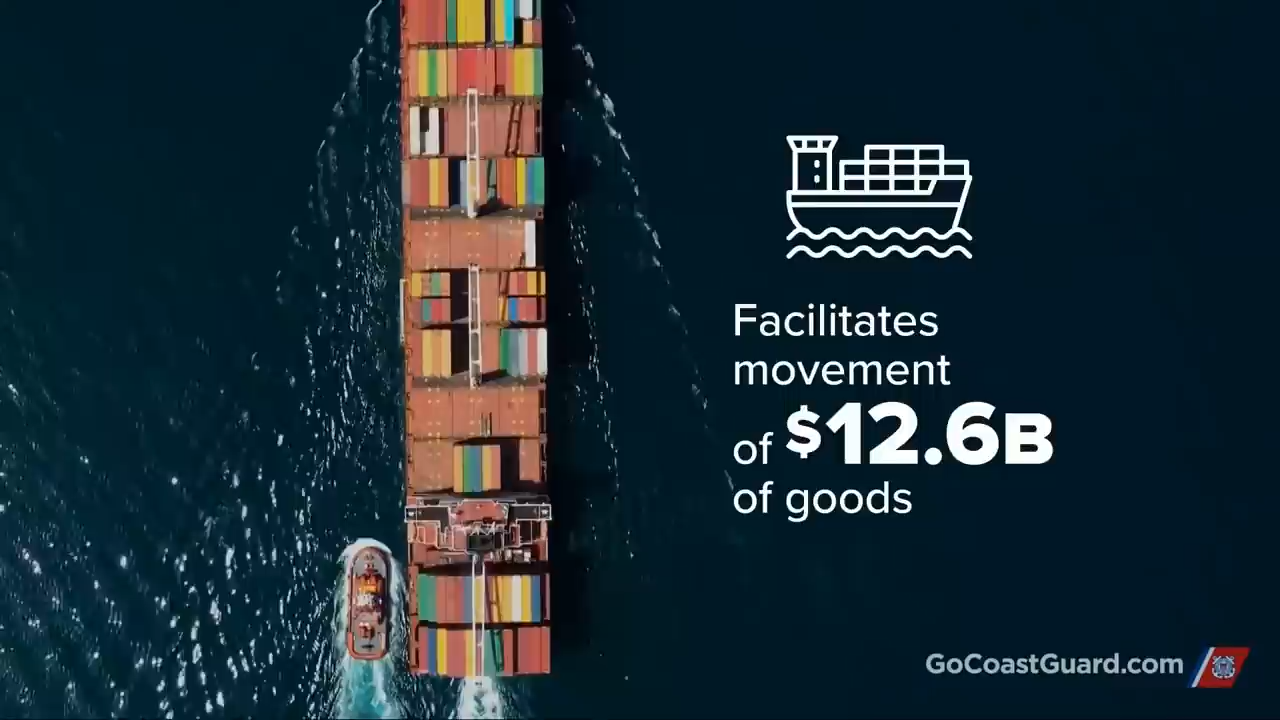 Facilitates
movement
of $12.6B
of goods
GoCoastGuard.com